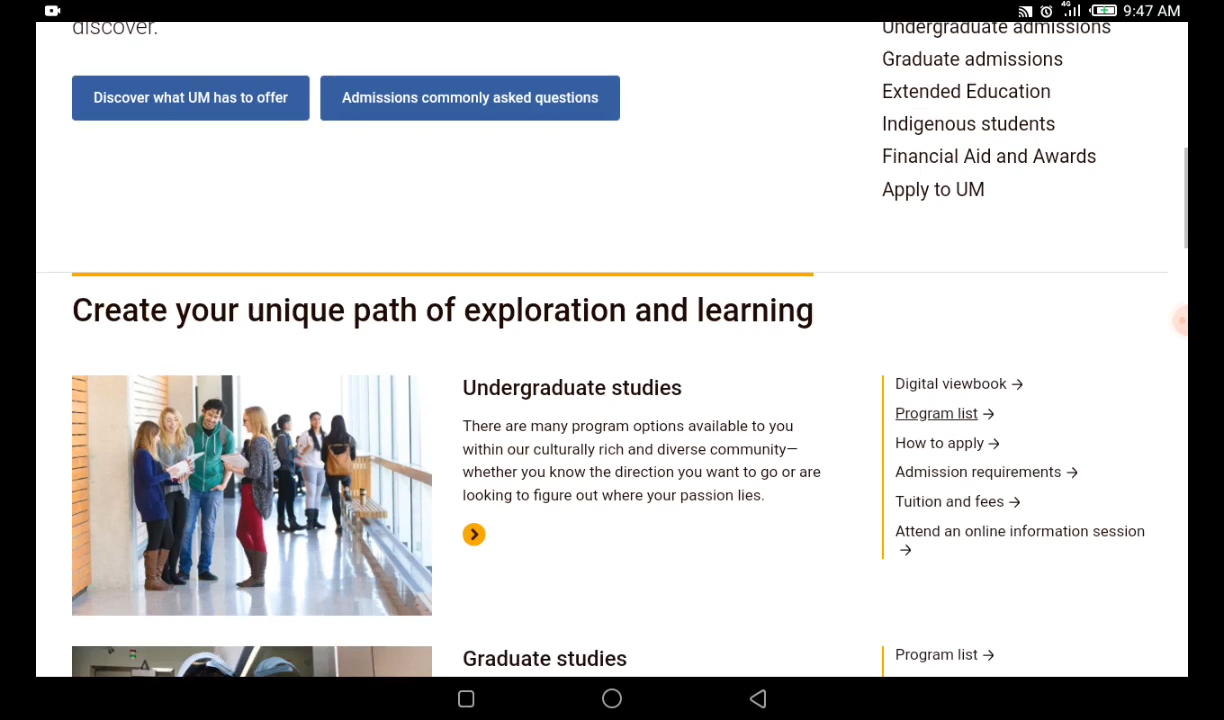 4G 9:47 AM
discover.
Discover what UM has to offer
Admissions commonly asked questions
Undergraduate admissions
Graduate admissions
Extended Education
Indigenous students
Financial Aid and Awards
Apply to UM
Create your unique path of exploration and learning
Undergraduate studies
There are many program options available to you
within our culturally rich and diverse community—
whether you know the direction you want to go or are
looking to figure out where your passion lies.
Digital viewbook →
Program list →
How to apply →
Admission requirements →
Tuition and fees →
Attend an online information session
→
Graduate studies
Program list →